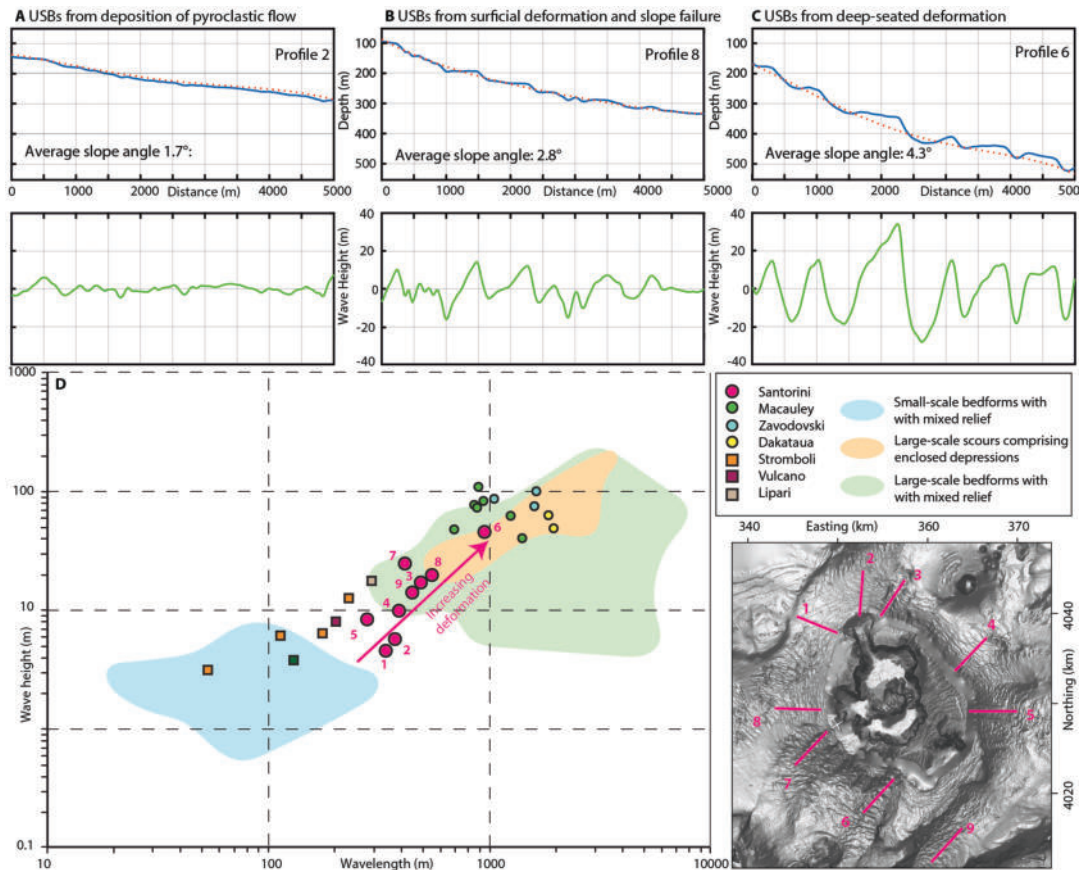 A USBs from deposition of pyroclastic flow
B USBs from surficial deformation and slope failure
C USBs from deep-seated deformation
Profile 2
Average slope angle 1.7°:
0
1000
2000
Distance (m)
4000
5000
Depth (m)
100
200
300
400
500
Profile 8
Average slope angle: 2.8°
0
1000
2000
Distance (m)
4000
5000
Depth (m)
100
200
300
400
500
Profile 6
Average slope angle: 4.3°
0
1000
2000
Distance (m)
4000
500
Wave Height (m)
40
20
0
-20
-40
Wave Height (m)
40
20
0
-20
-40
D
Wave height (m)
1000
100
10
1
0.1
10
100
Wavelength (m)
1000
10000
1
2
3
4
5
6
7
8
9
Increasing
deformation
Santorini
Macauley
Zavodovski
Dakataua
Stromboli
Vulcano
Lipari
Small-scale bedforms with
with mixed relief
Large-scale scours comprising
enclosed depressions
Large-scale bedforms with
with mixed relief
340
Easting (km)
360
370
4040
Northing (km)
4020
1
2
3
4
5
6
7
8
9